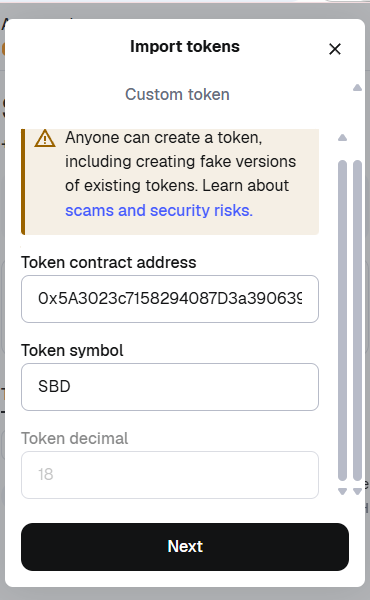 Import tokens
Custom token
Anyone can create a token,
including creating fake versions
of existing tokens. Learn about
scams and security risks.
Token contract address
0x5A3023c7158294087D3a390639
Token symbol
SBD
Token decimal
18
Next